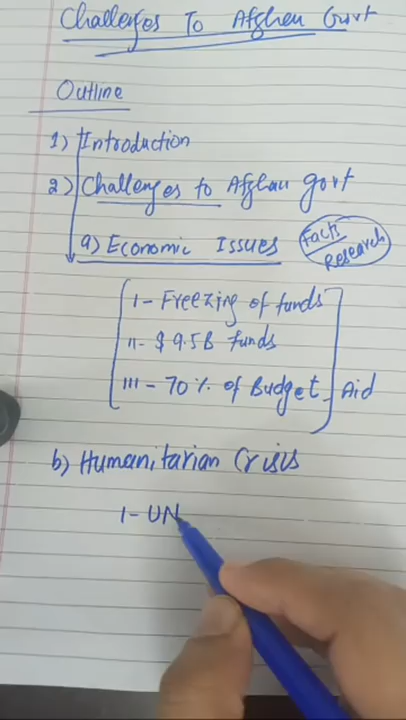 Challenges To Afghan Govt
Outline
1) Introduction
2) Challenges to Afghan govt
a) Economic Issues
Facts
Research
I- Freezing of funds
II- $ 9.5B funds
III- 70% of Budget - Aid
b) Humanitarian Crisis
I- UN